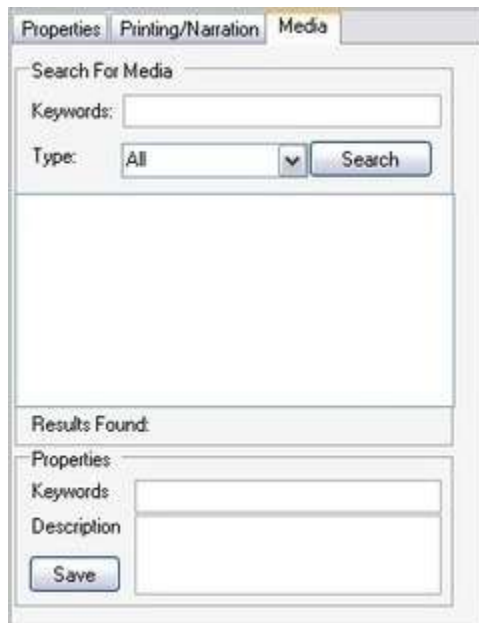 Properties Printing/Narration Media
Search For Media
Keywords:
Type: All Search
Results Found:
Properties
Keywords
Description
Save